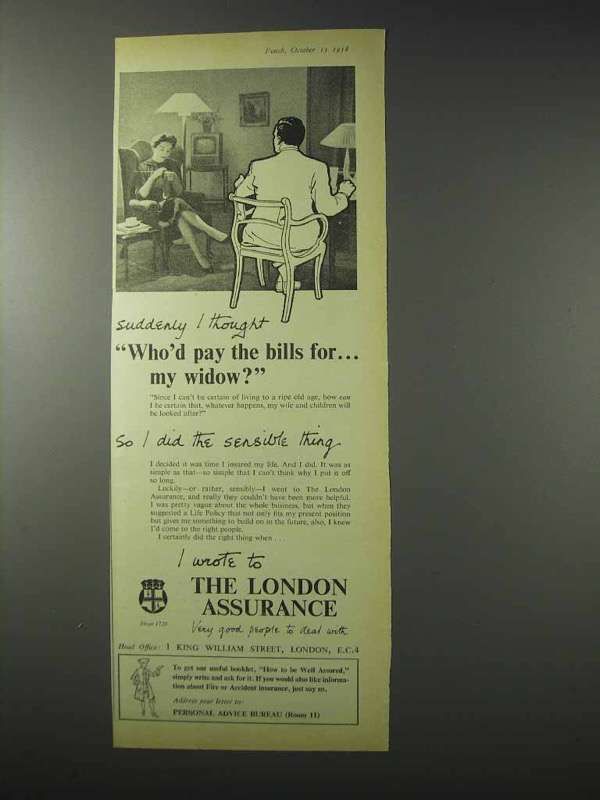 Punch, October 13 1954
suddenly I thought
"Who'd pay the bills for...
my widow?"
"Since I can't be certain of living to a ripe old age, how can
I be certain that, whatever happens, my wife and children will
be looked after?"
So I did the sensible thing
I decided it was time I insured my life. And I did. It was as
simple as that—so simple that I can't think why I put it off
so long.
Luckily—or rather, sensibly—I went to The London
Assurance, and really they couldn't have been more helpful.
I was pretty vague about the whole business, but when they
suggested a Life Policy that not only fits my present position
but gives me something to build on in the future, also, I knew
I'd come to the right people.
I certainly did the right thing when . . .
I wrote to
THE LONDON
ASSURANCE
Since 1720
Very good people to deal with
Head Office: 1 KING WILLIAM STREET, LONDON, E.C.4
To get our useful booklet, "How to be Well Assured,"
simply write and ask for it. If you would also like informa-
tion about Fire or Accident insurance, just say so.
Address your letter to:
PERSONAL ADVICE BUREAU (Room 11)